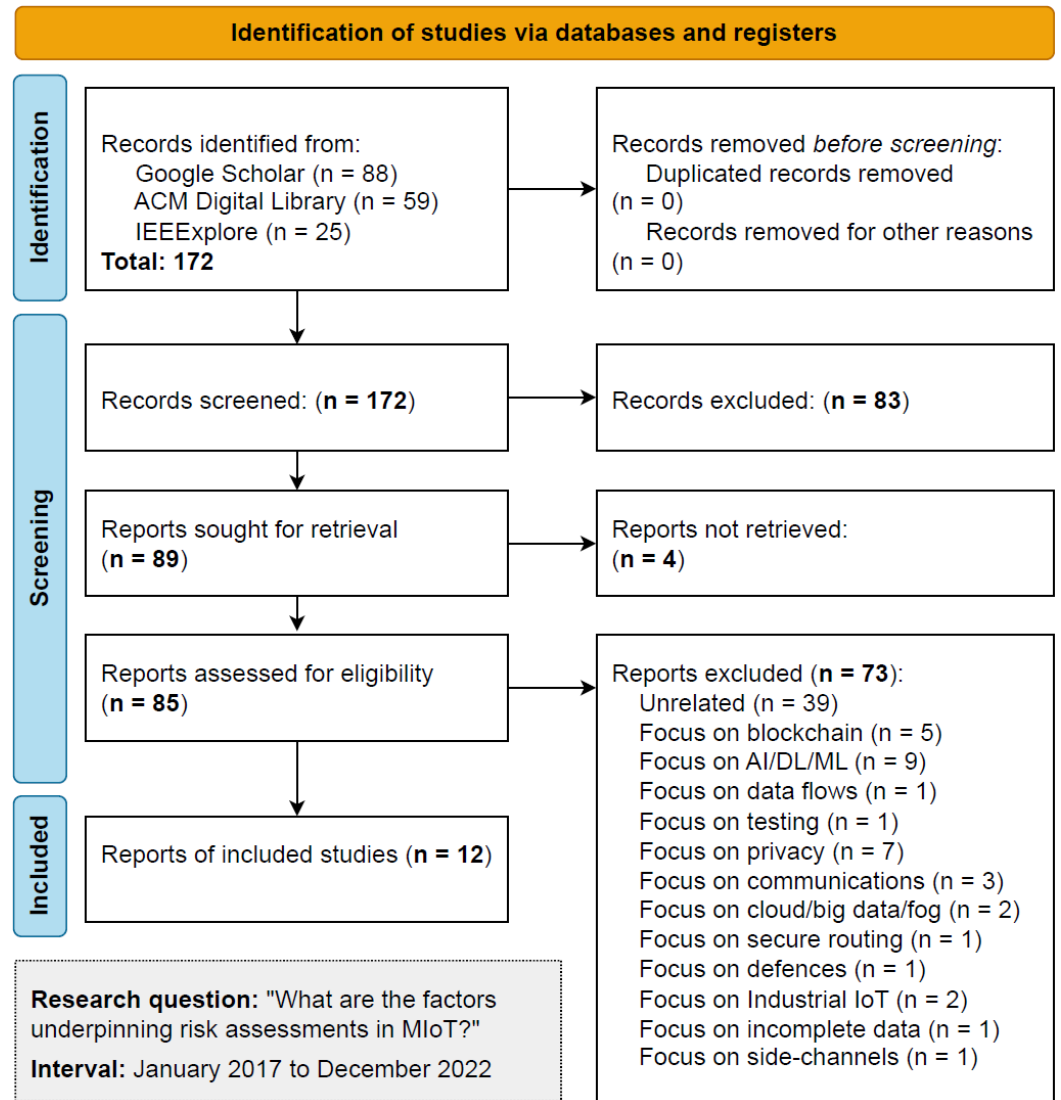 Identification of studies via databases and registers
Identification
Records identified from:
Google Scholar (n = 88)
ACM Digital Library (n = 59)
IEEExplore (n = 25)
Total: 172
Records removed before screening:
Duplicated records removed
(n = 0)
Records removed for other reasons
(n = 0)
Screening
Records screened: (n = 172)
Records excluded: (n = 83)
Reports sought for retrieval
(n = 89)
Reports not retrieved:
(n = 4)
Reports assessed for eligibility
(n = 85)
Reports excluded (n = 73):
Unrelated (n = 39)
Focus on blockchain (n = 5)
Focus on AI/DL/ML (n = 9)
Focus on data flows (n = 1)
Focus on testing (n = 1)
Focus on privacy (n = 7)
Focus on communications (n = 3)
Focus on cloud/big data/fog (n = 2)
Focus on secure routing (n = 1)
Focus on defences (n = 1)
Focus on Industrial IoT (n = 2)
Focus on incomplete data (n = 1)
Focus on side-channels (n = 1)
Included
Reports of included studies (n = 12)
Research question: "What are the factors
underpinning risk assessments in MIoT?"
Interval: January 2017 to December 2022